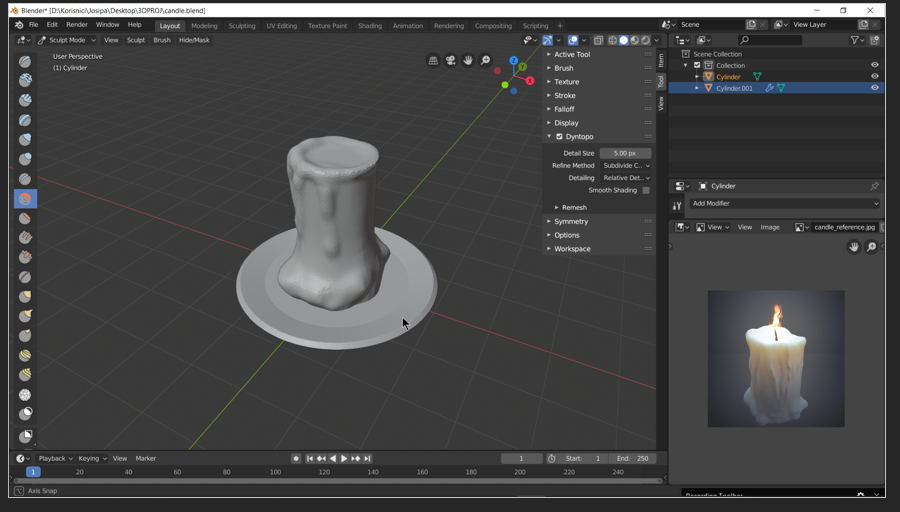 Blender* [D:\Korisnici\Josipa\Desktop\3DPROJ\candle.blend]
File Edit Render Window Help Layout Modeling Sculpting UV Editing Texture Paint Shading Animation Rendering Compositing Scripting Scene View Layer
Sculpt Mode View Sculpt Brush Hide/Mask
User Perspective
(1) Cylinder
Z
Y
X
Active Tool
Brush
Texture
Stroke
Falloff
Display
Dyntopo
Detail Size 5.00 px
Refine Method Subdivide C..
Detailing Relative Det..
Smooth Shading
Remesh
Symmetry
Options
Workspace
Item
Tool
View
Scene Collection
Collection
Cylinder
Cylinder.001
Cylinder
Add Modifier
View View Image candle_reference.jpg
Playback Keying View Marker 1 Start: 1 End: 250
1 20 40 60 80 100 120 140 160 180 200 220 240
Axis Snap